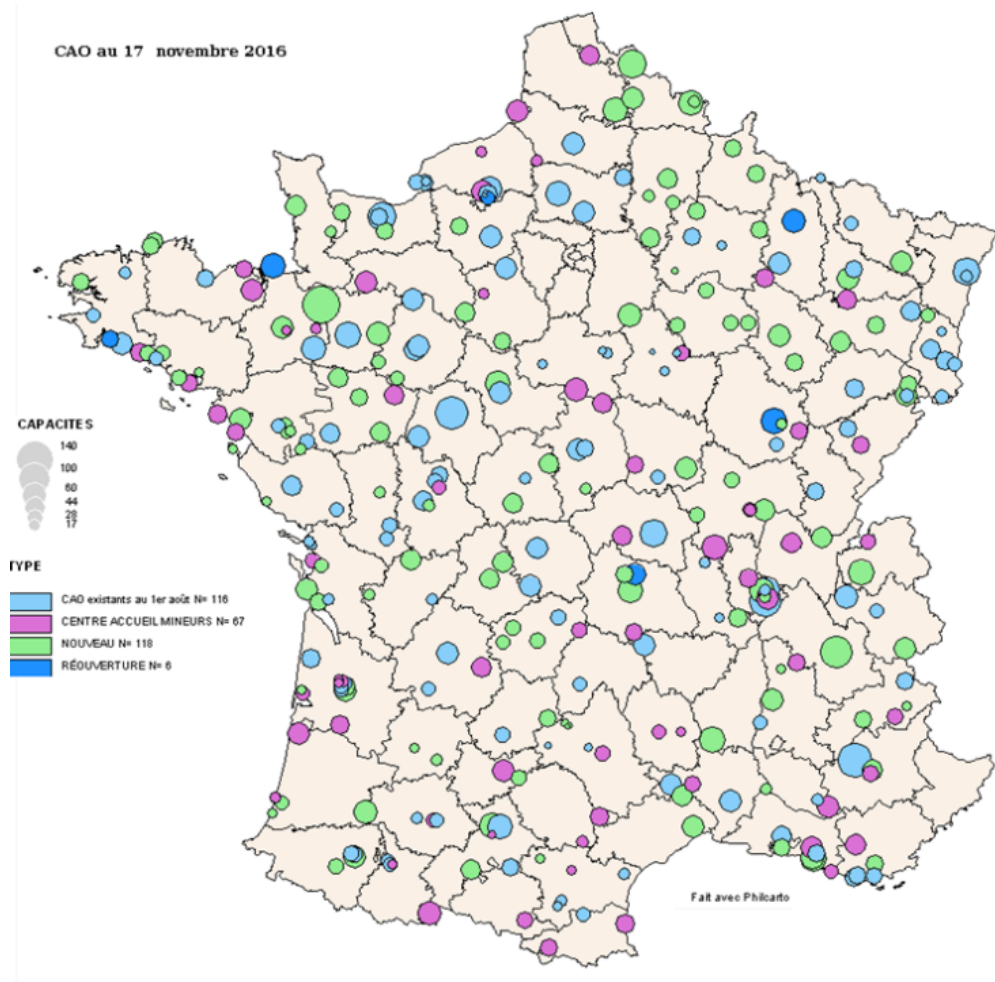 CAO au 17 novembre 2016
CAPACITES
140
100
60
44
28
17
TYPE
CAO existants au 1er août N= 116
CENTRE ACCUEIL MINEURS N= 67
NOUVEAU N= 118
RÉOUVERTURE N= 6
Fait avec Philcarto